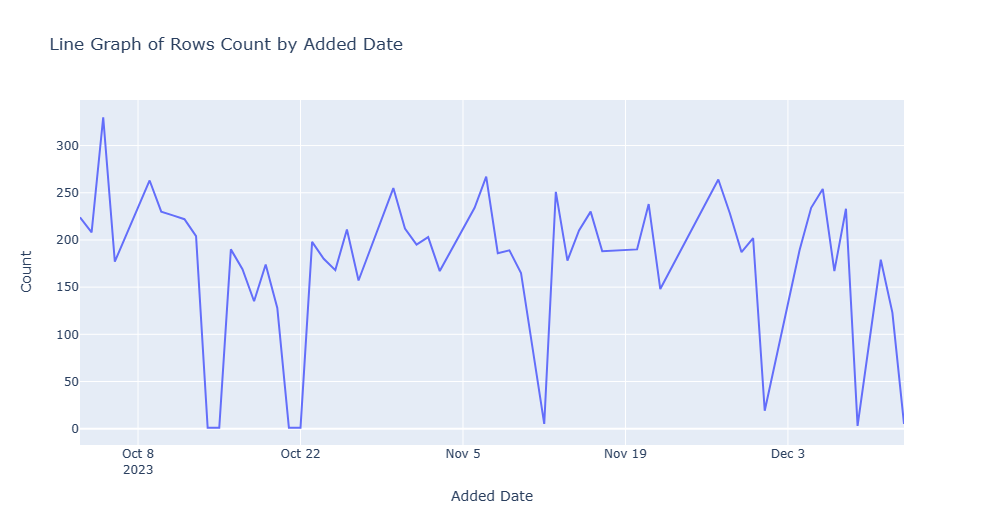 Line Graph of Rows Count by Added Date
Count
300
250
200
150
100
50
0
Oct 8
2023
Oct 22
Nov 5
Nov 19
Dec 3
Added Date